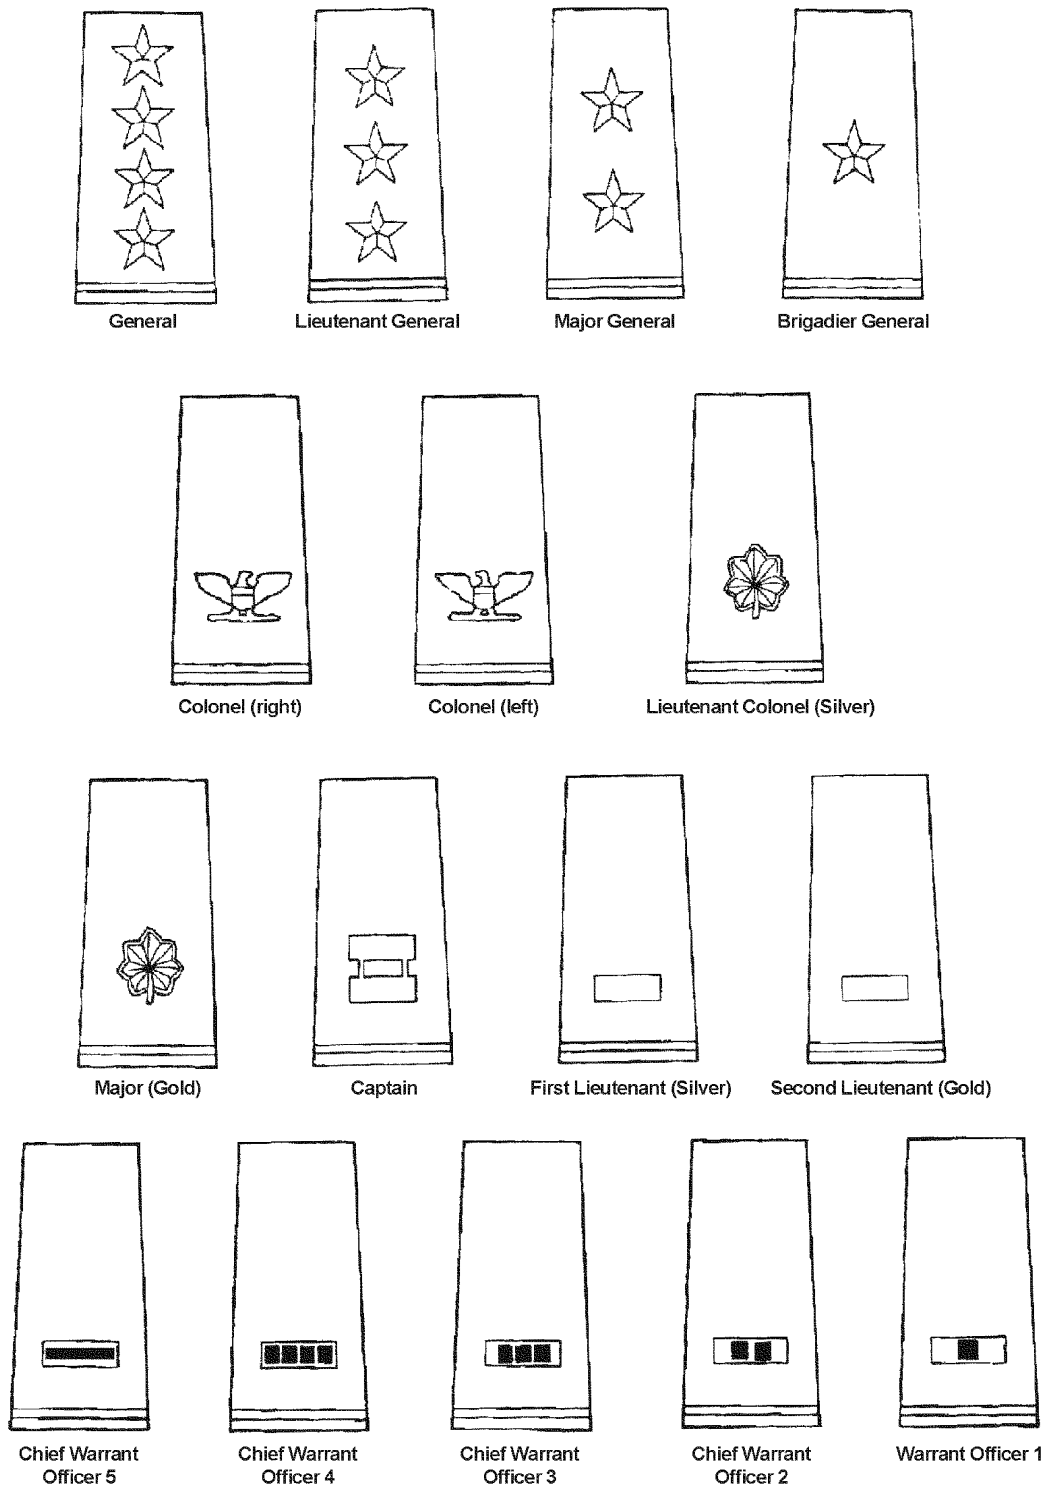 General
Lieutenant General
Major General
Brigadier General
Colonel (right)
Colonel (left)
Lieutenant Colonel (Silver)
Major (Gold)
Captain
First Lieutenant (Silver)
Second Lieutenant (Gold)
Chief Warrant
Officer 5
Chief Warrant
Officer 4
Chief Warrant
Officer 3
Chief Warrant
Officer 2
Warrant Officer 1